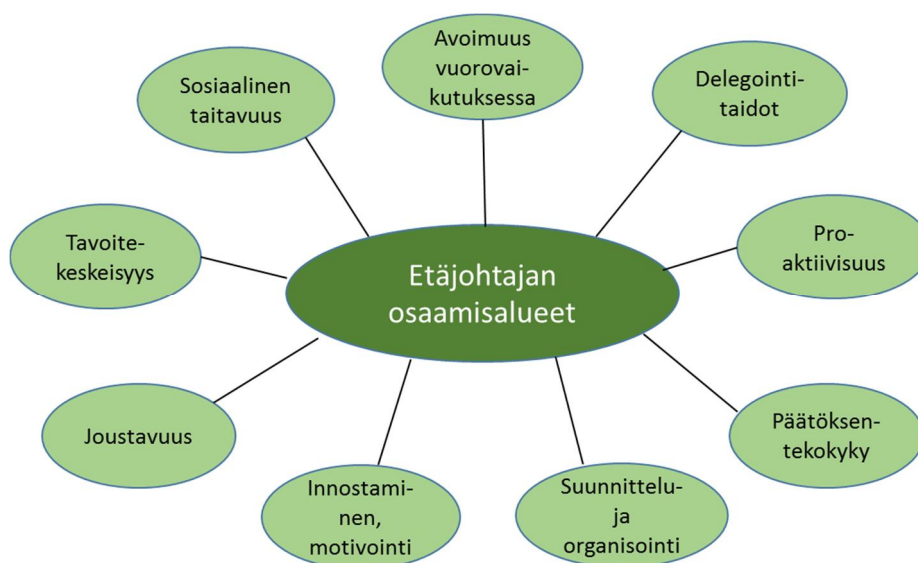 Avoimuus
vuorovai-
kutuksessa
Sosiaalinen
taitavuus
Delegointi-
taidot
Tavoite-
keskeisyys
Pro-
aktiivisuus
Etäjohtajan
osaamisalueet
Joustavuus
Päätöksen-
tekokyky
Innostami-
nen,
motivointi
Suunnittelu-
ja
organisointi